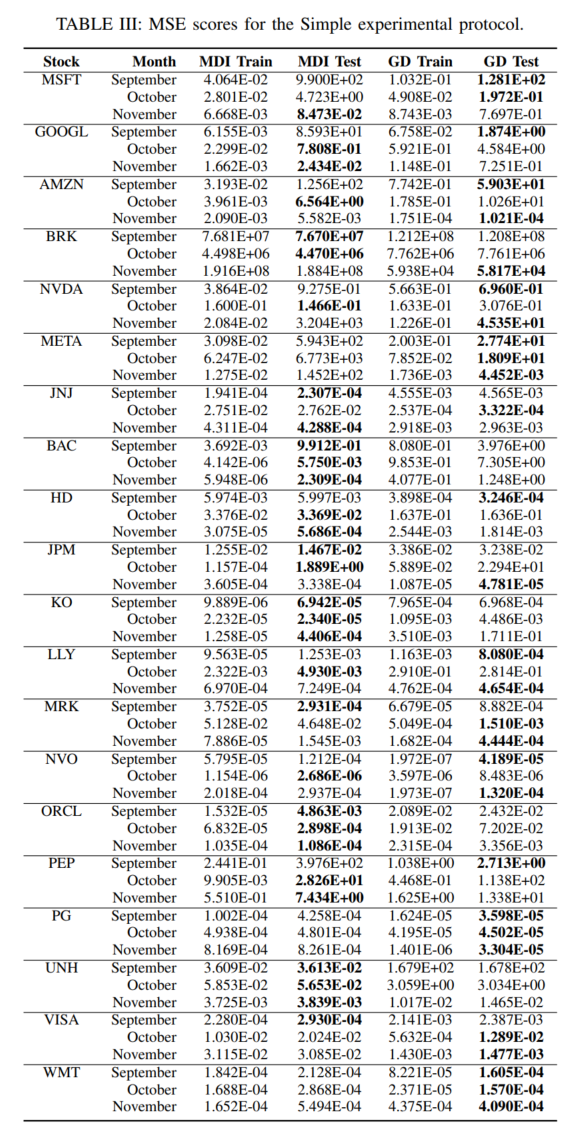 TABLE III: MSE scores for the Simple experimental protocol.
Stock Month MDI Train MDI Test GD Train GD Test
MSFT September 4.064E-02 9.900E+02 1.032E-01 1.281E+02
October 2.801E-02 4.723E+00 4.908E-02 1.972E-01
November 6.668E-03 8.473E-02 8.743E-03 7.697E-01
GOOGL September 6.155E-03 8.593E+01 6.758E-02 1.874E+00
October 2.299E-02 7.808E-01 5.921E-01 4.584E+00
November 1.662E-03 2.434E-02 1.148E-01 7.251E-01
AMZN September 3.193E-02 1.256E+02 7.742E-01 5.903E+01
October 3.961E-03 6.564E+00 1.785E-01 1.026E+01
November 2.090E-03 5.582E-03 1.751E-04 1.021E-04
BRK September 7.681E+07 7.670E+07 1.212E+08 1.208E+08
October 4.498E+06 4.470E+06 7.762E+06 7.761E+06
November 1.916E+08 1.884E+08 5.938E+04 5.817E+04
NVDA September 3.864E-02 9.275E-01 5.663E-01 6.960E-01
October 1.600E-01 1.466E-01 1.633E-01 3.076E-01
November 2.084E-02 3.204E+03 1.226E-01 4.535E+01
META September 3.098E-02 5.943E+02 2.003E-01 2.774E+01
October 6.247E-02 6.773E+03 7.852E-02 1.809E+01
November 1.275E-02 1.452E+02 1.736E-03 4.452E-03
JNJ September 1.941E-04 2.307E-04 4.555E-03 4.565E-03
October 2.751E-02 2.762E-02 2.537E-04 3.322E-04
November 4.311E-04 4.288E-04 2.918E-03 2.963E-03
BAC September 3.692E-03 9.912E-01 8.080E-01 3.976E+00
October 4.142E-06 5.750E-03 9.853E-01 7.305E+00
November 5.948E-06 2.309E-04 4.077E-01 1.248E+00
HD September 5.974E-03 5.997E-03 3.898E-04 3.246E-04
October 3.376E-02 3.369E-02 1.637E-01 1.636E-01
November 3.075E-05 5.686E-04 2.544E-03 1.814E-03
JPM September 1.255E-02 1.467E-02 3.386E-02 3.238E-02
October 1.157E-04 1.889E+00 5.889E-02 2.294E+01
November 3.605E-04 3.338E-04 1.087E-05 4.781E-05
KO September 9.889E-06 6.942E-05 7.965E-04 6.968E-04
October 2.232E-05 2.340E-05 1.095E-03 4.486E-03
November 1.258E-05 4.406E-04 3.510E-03 1.711E-01
LLY September 9.563E-05 1.253E-03 1.163E-03 8.080E-04
October 2.322E-03 4.930E-03 2.910E-01 2.814E-01
November 6.970E-04 7.249E-04 4.762E-04 4.654E-04
MRK September 3.752E-05 2.931E-04 6.679E-05 8.882E-04
October 5.128E-02 4.648E-02 5.049E-04 1.510E-03
November 7.886E-05 1.545E-03 1.682E-04 4.444E-04
NVO September 5.795E-05 1.212E-04 1.972E-07 4.189E-05
October 1.154E-06 2.686E-06 3.597E-06 8.483E-06
November 2.018E-04 2.937E-04 1.973E-07 1.320E-04
ORCL September 1.532E-05 4.863E-03 2.089E-02 2.432E-02
October 6.832E-05 2.898E-04 1.913E-02 7.202E-02
November 1.035E-04 1.086E-04 2.315E-04 3.356E-03
PEP September 2.441E-01 3.976E+02 1.038E+00 2.713E+00
October 9.905E-03 2.826E+01 4.468E-01 1.138E+02
November 5.510E-01 7.434E+00 1.625E+00 1.338E+01
PG September 1.002E-04 4.258E-04 1.624E-05 3.598E-05
October 4.938E-04 4.801E-04 4.195E-05 4.502E-05
November 8.169E-04 8.261E-04 1.401E-06 3.304E-05
UNH September 3.609E-02 3.613E-02 1.679E+02 1.678E+02
October 5.853E-02 5.653E-02 3.059E+00 3.034E+00
November 3.725E-03 3.839E-03 1.017E-02 1.465E-02
VISA September 2.280E-04 2.930E-04 2.141E-03 2.387E-03
October 1.030E-02 2.024E-02 5.632E-04 1.289E-02
November 3.115E-02 3.085E-02 1.430E-03 1.477E-03
WMT September 1.842E-04 2.128E-04 8.221E-05 1.605E-04
October 1.688E-04 2.868E-04 2.371E-05 1.570E-04
November 1.652E-04 5.494E-04 4.375E-04 4.090E-04